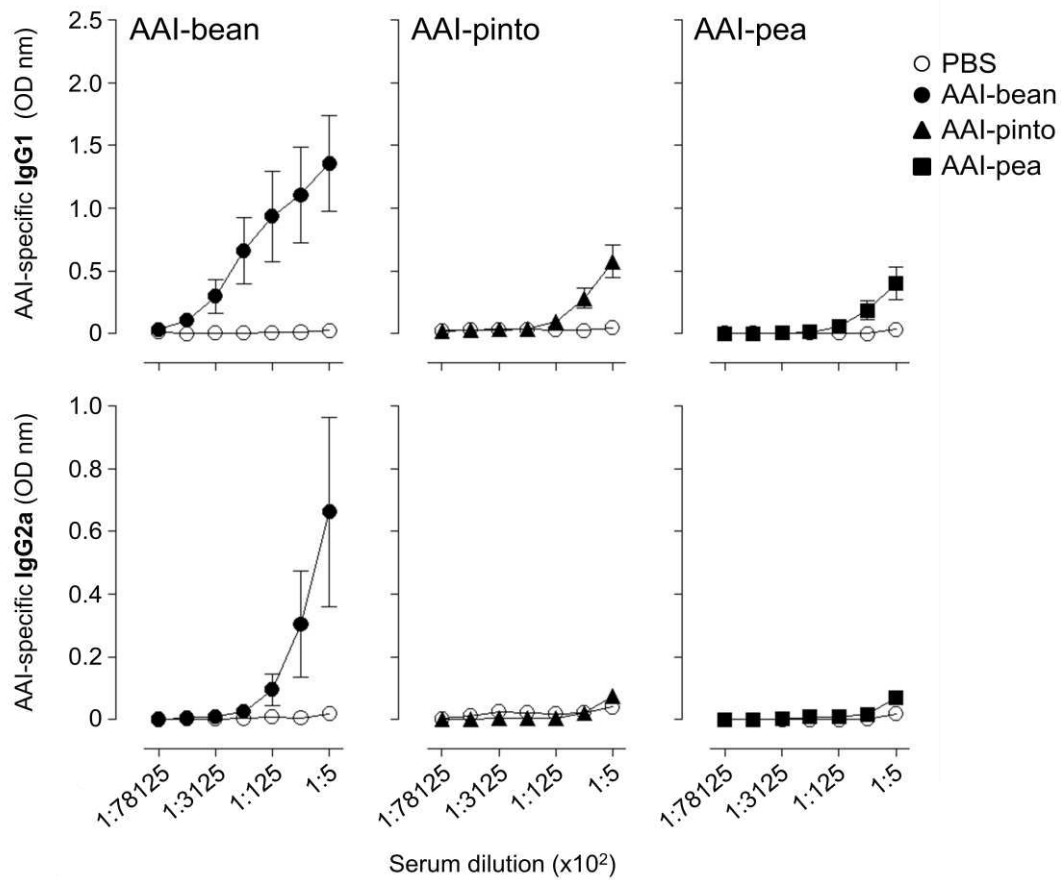 AAI-bean
AAI-pinto
AAI-pea
PBS
AAI-bean
AAI-pinto
AAI-pea
AAI-specific IgG1 (OD nm)
2.5
2.0
1.5
1.0
0.5
0
AAI-specific IgG2a (OD nm)
1.0
0.8
0.6
0.4
0.2
0
1:78125
1:3125
1:125
1:5
1:78125
1:3125
1:125
1:5
1:78125
1:3125
1:125
1:5
Serum dilution (x10²)